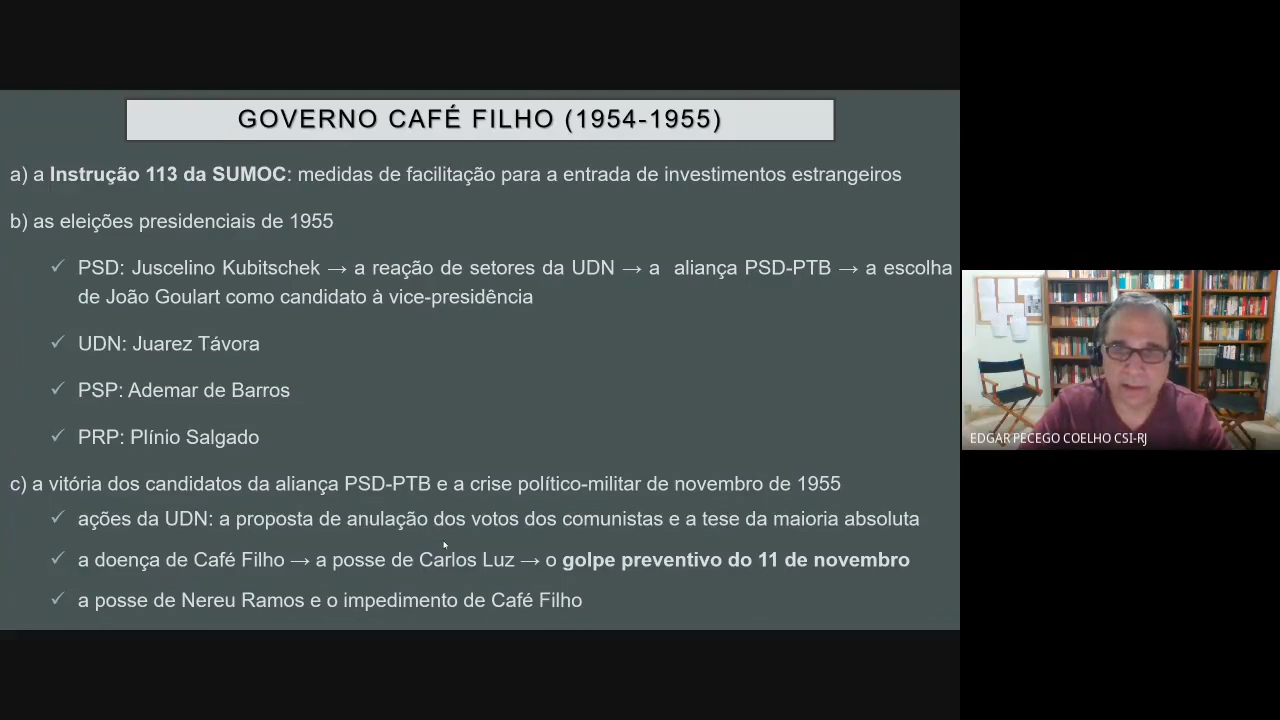 GOVERNO CAFÉ FILHO (1954-1955)
a) a Instrução 113 da SUMOC: medidas de facilitação para a entrada de investimentos estrangeiros
b) as eleições presidenciais de 1955
✓ PSD: Juscelino Kubitschek → a reação de setores da UDN → a aliança PSD-PTB → a escolha
de João Goulart como candidato à vice-presidência
✓ UDN: Juarez Távora
✓ PSP: Ademar de Barros
✓ PRP: Plínio Salgado
c) a vitória dos candidatos da aliança PSD-PTB e a crise político-militar de novembro de 1955
✓ ações da UDN: a proposta de anulação dos votos dos comunistas e a tese da maioria absoluta
✓ a doença de Café Filho → a posse de Carlos Luz → o golpe preventivo do 11 de novembro
✓ a posse de Nereu Ramos e o impedimento de Café Filho
EDGAR PECEGO COELHO CSI-RJ